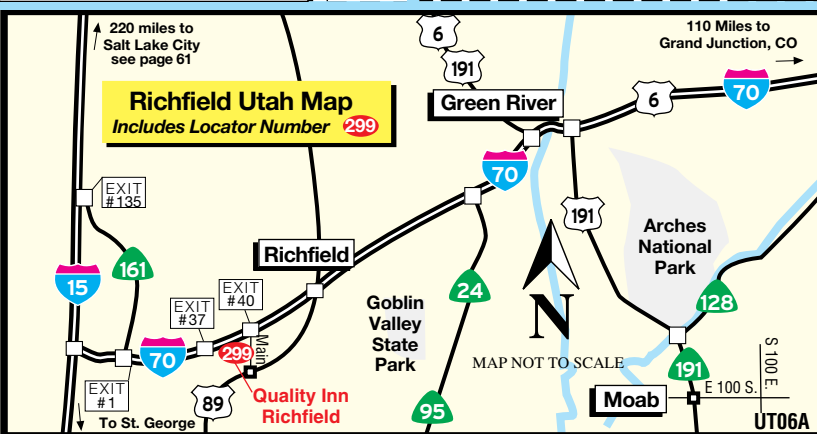 220 miles to
Salt Lake City
see page 61
6
191
110 Miles to
Grand Junction, CO
Richfield Utah Map
Includes Locator Number 299
Green River
6
70
70
EXIT
#135
191
Arches
National
Park
161
Richfield
15
EXIT
#40
24
128
EXIT
#37
Goblin
Valley
State
Park
N
MAP NOT TO SCALE
70
299
Main
191
S 100 E.
EXIT
#1
89
Quality Inn
Richfield
95
Moab
E 100 S.
To St. George
UT06A